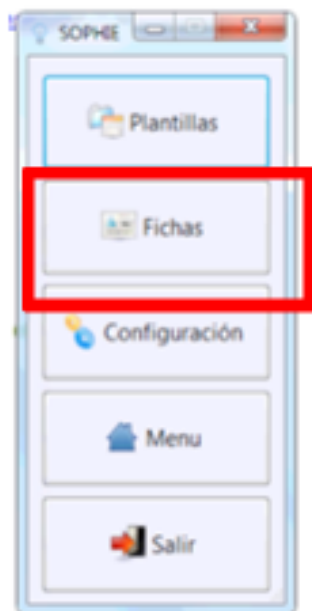 SOPHIE
Plantillas
Fichas
Configuración
Menu
Salir